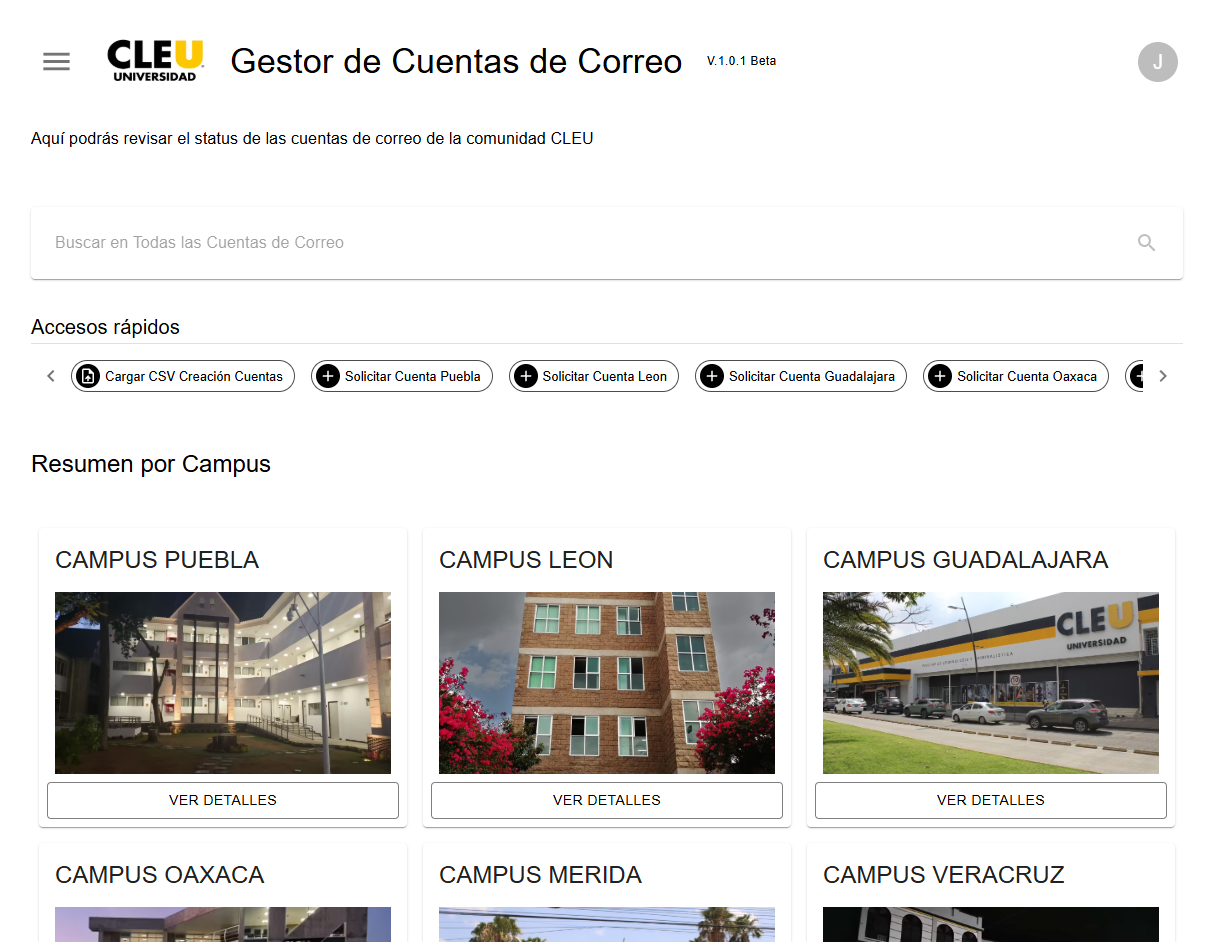 CLEU
UNIVERSIDAD
Gestor de Cuentas de Correo
V.1.0.1 Beta
J
Aquí podrás revisar el status de las cuentas de correo de la comunidad CLEU
Buscar en Todas las Cuentas de Correo
Accesos rápidos
Cargar CSV Creación Cuentas
Solicitar Cuenta Puebla
Solicitar Cuenta Leon
Solicitar Cuenta Guadalajara
Solicitar Cuenta Oaxaca
Resumen por Campus
CAMPUS PUEBLA
CAMPUS LEON
CAMPUS GUADALAJARA
CLEU
UNIVERSIDAD
VER DETALLES
VER DETALLES
VER DETALLES
CAMPUS OAXACA
CAMPUS MERIDA
CAMPUS VERACRUZ